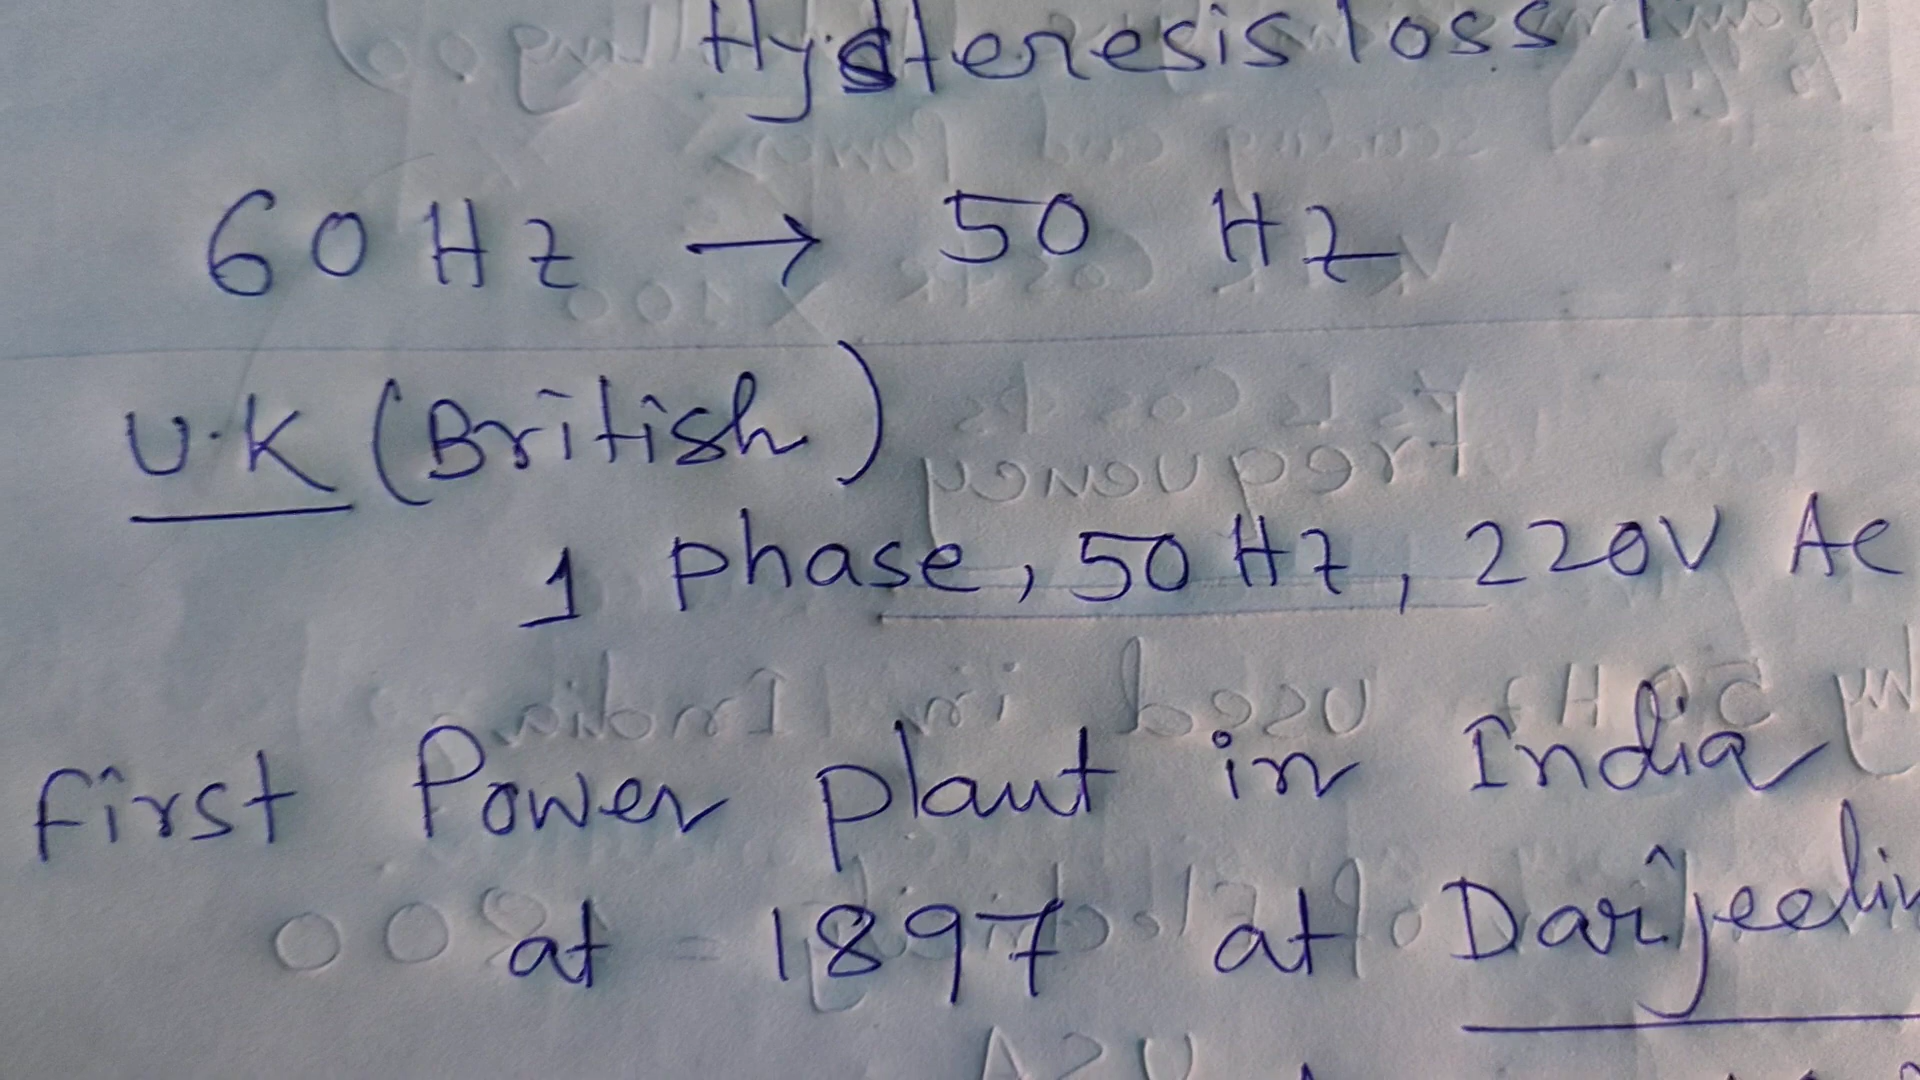 Hysteresis loss
60 Hz → 50 Hz
U.K (British)
1 phase, 50 Hz, 220V AC
first Power plant in India
at - 1897 at Darijeelin